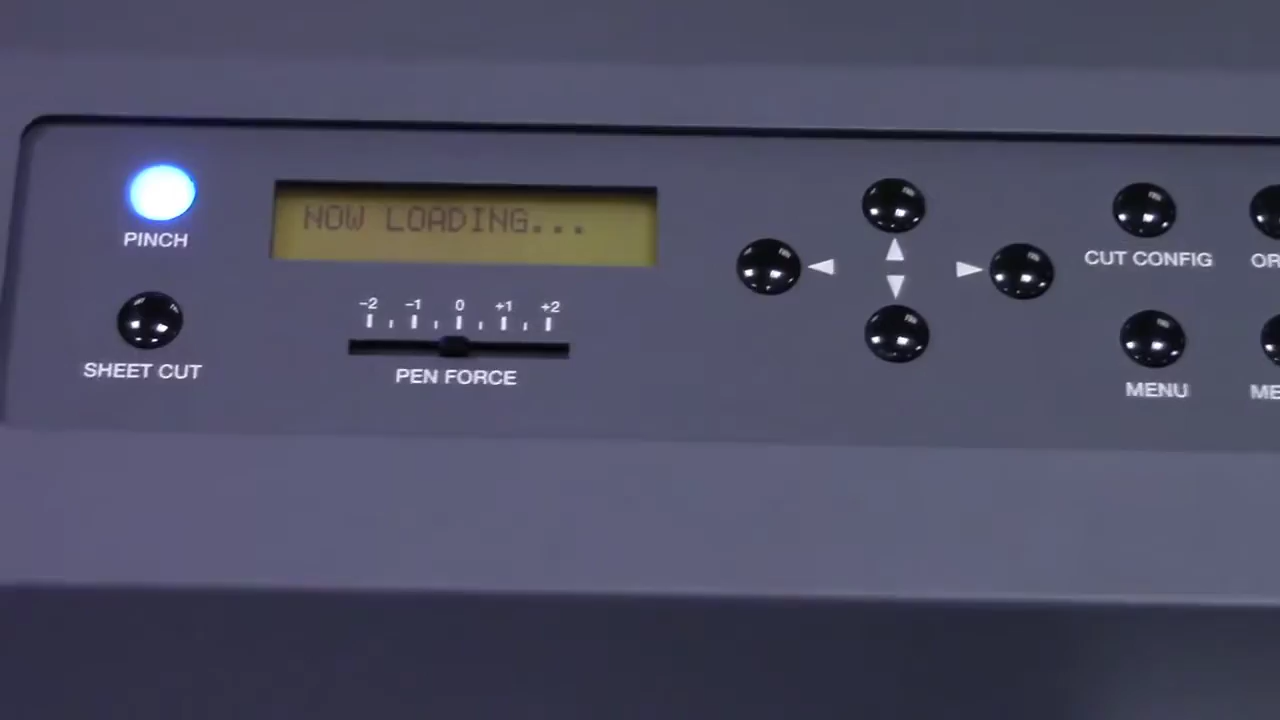 NOW LOADING...
PINCH
SHEET CUT
-2 -1 0 +1 +2
PEN FORCE
CUT CONFIG
MENU